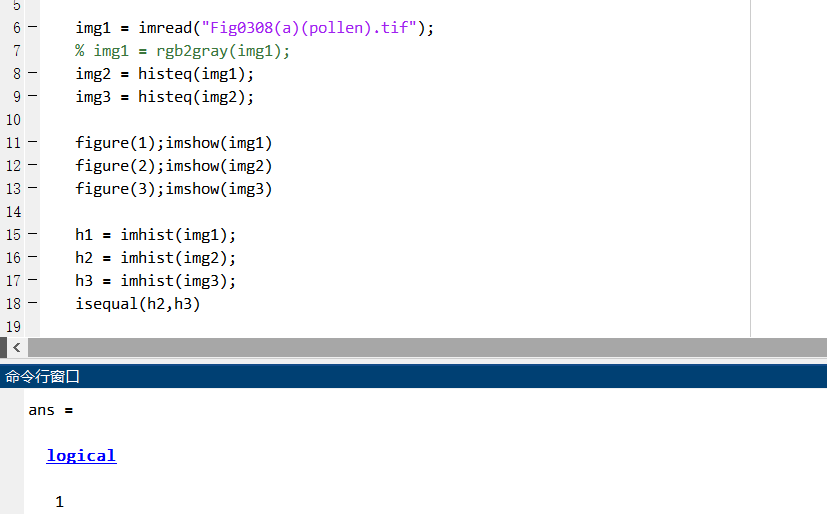 5
6 — img1 = imread("Fig0308(a)(pollen).tif");
7 % img1 = rgb2gray(img1);
8 — img2 = histeq(img1);
9 — img3 = histeq(img2);
10
11 — figure(1);imshow(img1)
12 — figure(2);imshow(img2)
13 — figure(3);imshow(img3)
14
15 — h1 = imhist(img1);
16 — h2 = imhist(img2);
17 — h3 = imhist(img3);
18 — isequal(h2,h3)
19
命令行窗口
ans =
logical
1